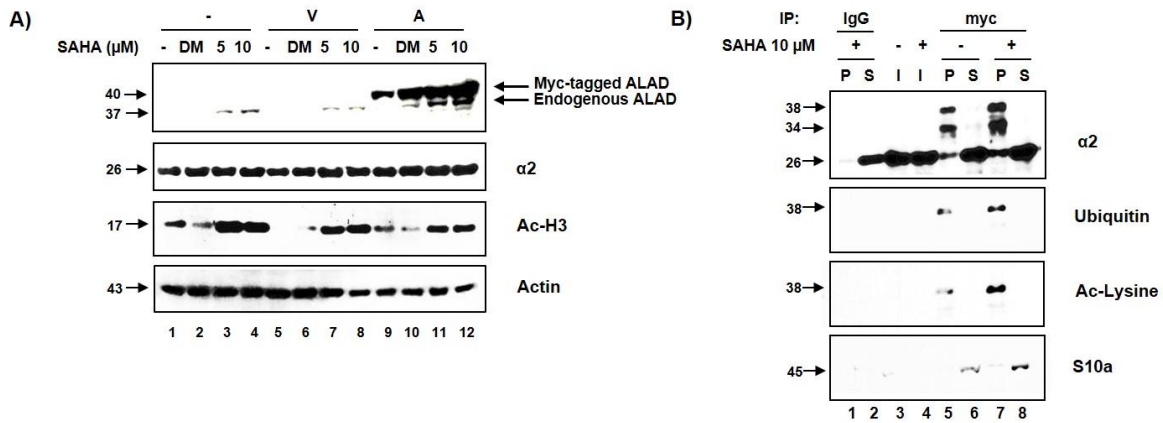 A)
- V A
SAHA (µM) - DM 5 10 - DM 5 10 - DM 5 10
40
37
Myc-tagged ALAD
Endogenous ALAD
26
α2
17
Ac-H3
43
Actin
1 2 3 4 5 6 7 8 9 10 11 12
B)
IP: IgG myc
SAHA 10 µM + - + - +
P S I I P S P S
38
34
26
α2
38
Ubiquitin
38
Ac-Lysine
45
S10a
1 2 3 4 5 6 7 8